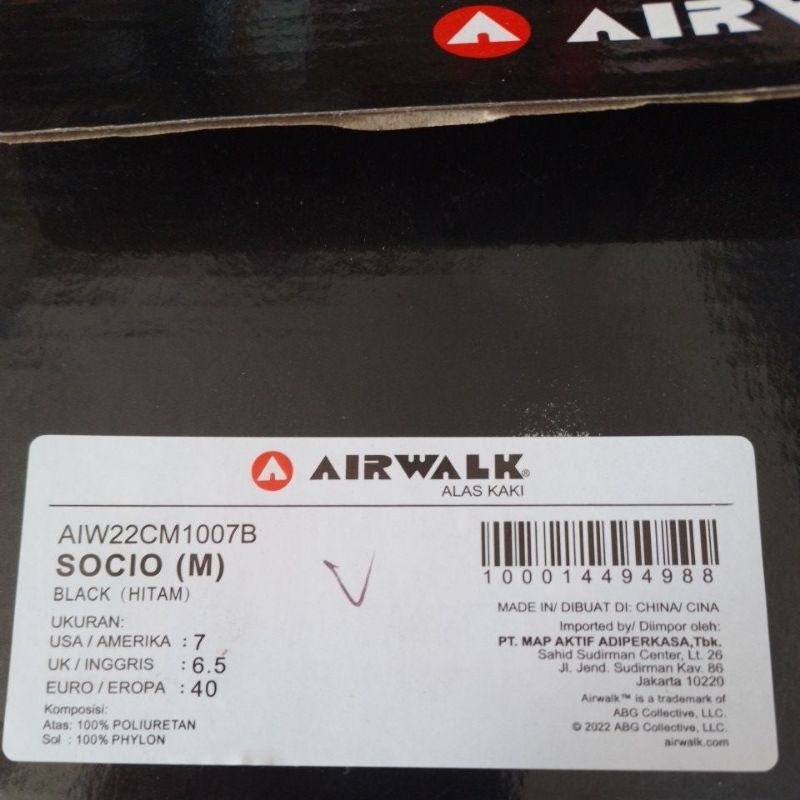 AIRW
AIRWALK®
ALAS KAKI
AIW22CM1007B
SOCIO (M)
BLACK (HITAM)
UKURAN:
USA / AMERIKA : 7
UK / INGGRIS : 6.5
EURO / EROPA : 40
Komposisi:
Atas: 100% POLIURETAN
Sol : 100% PHYLON
1000014494988
MADE IN/ DIBUAT DI: CHINA/ CINA
Imported by/ Diimpor oleh:
PT. MAP AKTIF ADIPERKASA,Tbk.
Sahid Sudirman Center, Lt. 26
Jl. Jend. Sudirman Kav. 86
Jakarta 10220
Airwalk™ is a trademark of
ABG Collective, LLC.
© 2022 ABG Collective, LLC.
airwalk.com